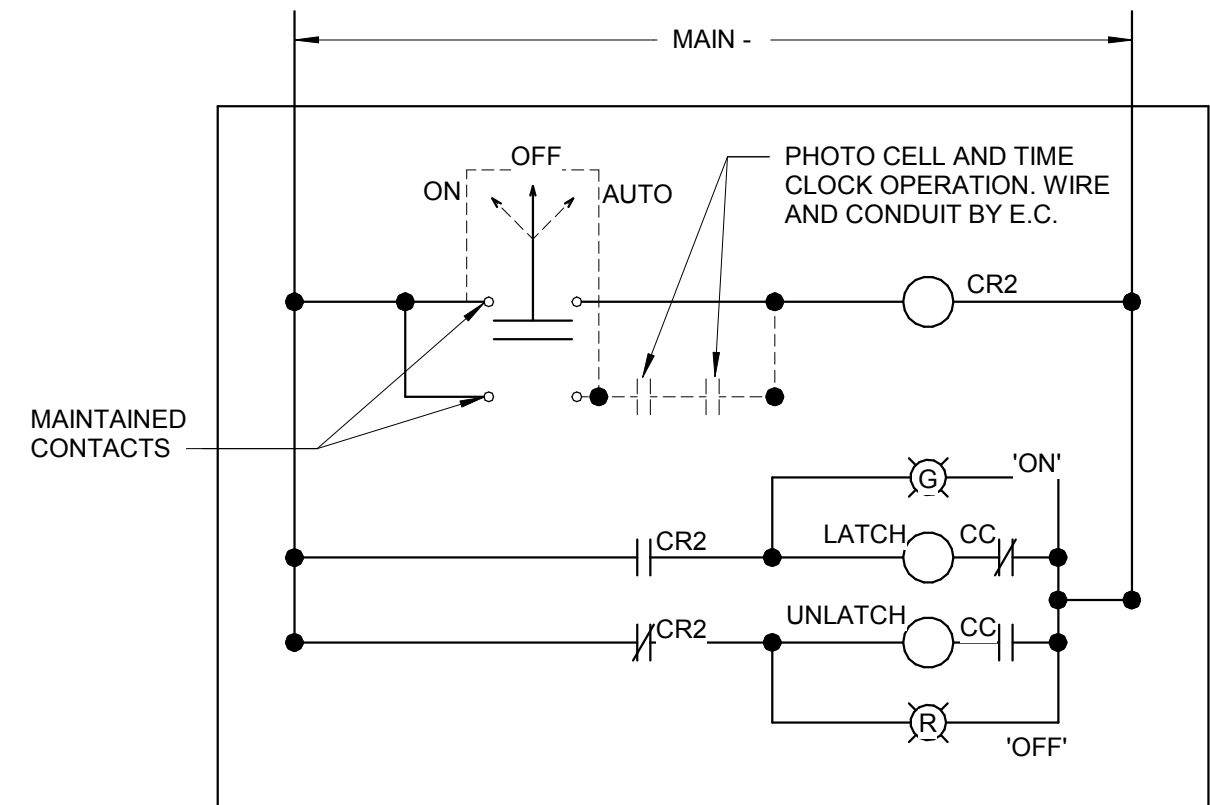 MAIN -
OFF
ON
AUTO
PHOTO CELL AND TIME
CLOCK OPERATION. WIRE
AND CONDUIT BY E.C.
CR2
MAINTAINED
CONTACTS
G
'ON'
CR2
LATCH
CC
CR2
UNLATCH
CC
R
'OFF'